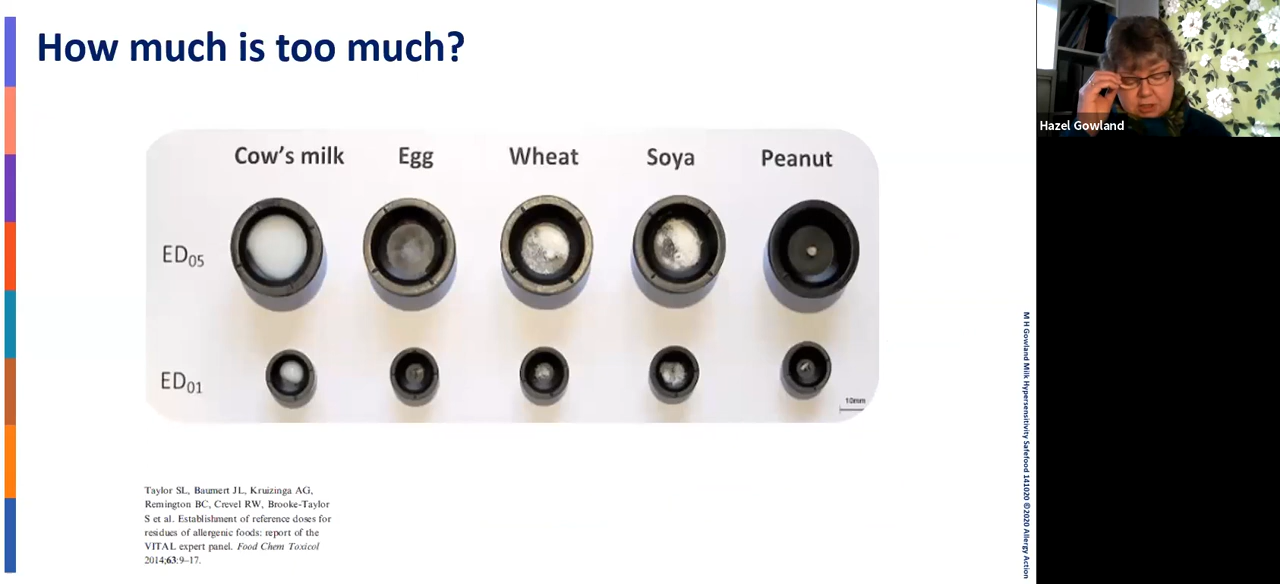 How much is too much?
Cow's milk Egg Wheat Soya Peanut
ED05
ED01
10mm
Taylor SL, Baumert JL, Kruizinga AG,
Remington BC, Crevel RW, Brooke-Taylor
S et al. Establishment of reference doses for
residues of allergenic foods: report of the
VITAL expert panel. Food Chem Toxicol
2014;63:9–17.
M H Gowland Milk Hypersensitivity Safefood 141020 ©2020 Allergy Action
Hazel Gowland